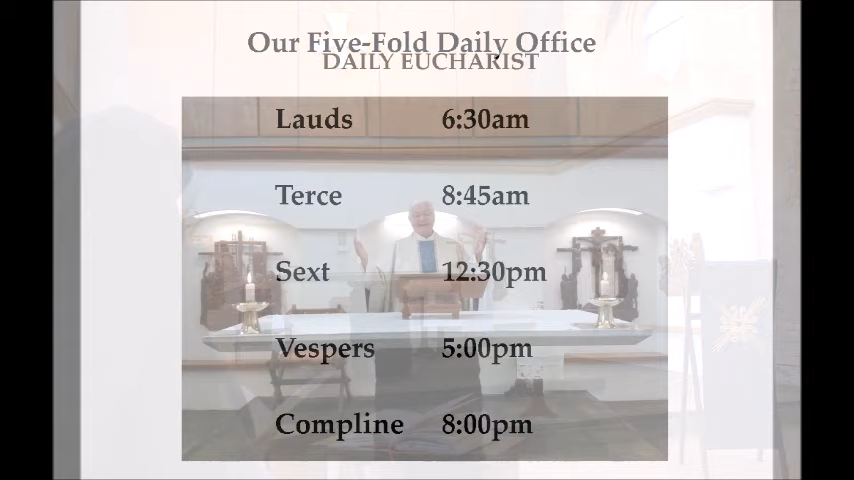 Our Five-Fold Daily Office
DAILY EUCHARIST
Lauds 6:30am
Terce 8:45am
Sext 12:30pm
Vespers 5:00pm
Compline 8:00pm